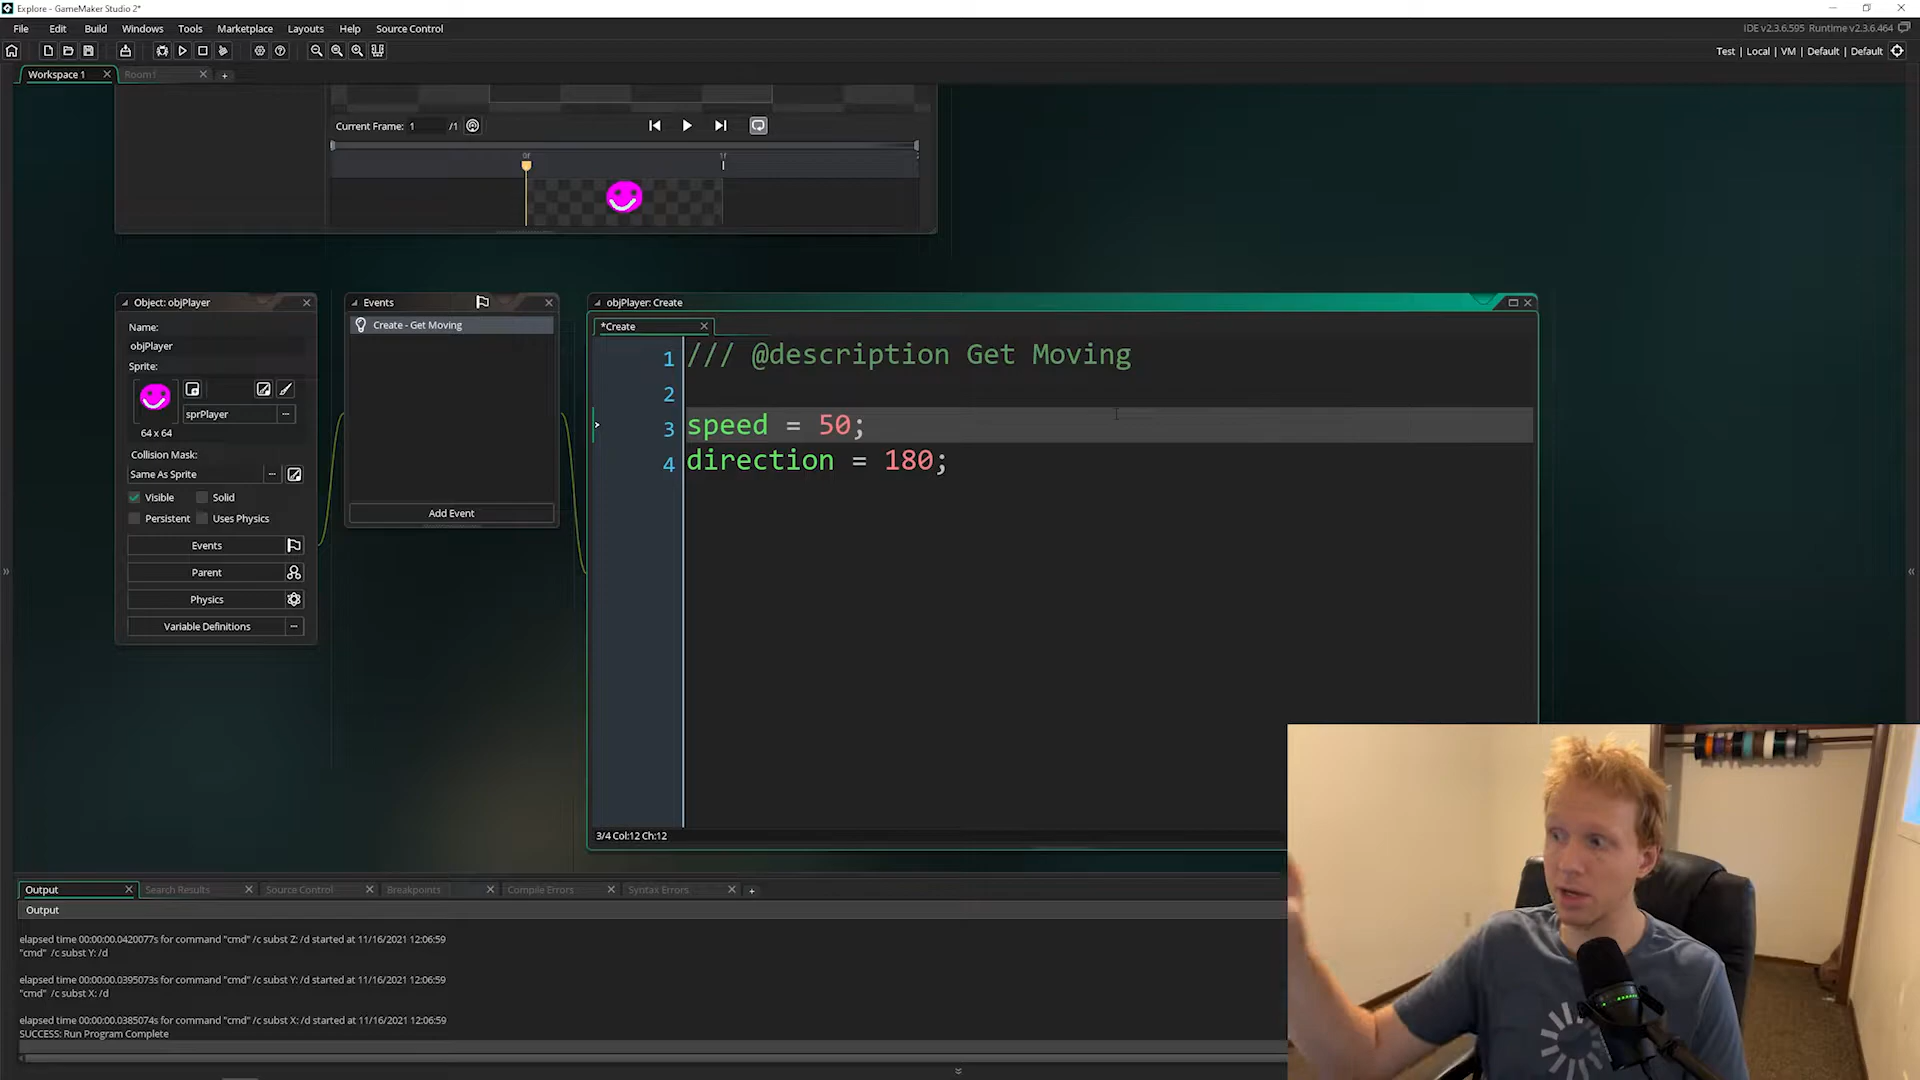 Explore - GameMaker Studio 2*
File Edit Build Windows Tools Marketplace Layouts Help Source Control
IDE v2.3.6.595 Runtime v2.3.6.464
Test | Local | VM | Default | Default
Workspace 1
Room1
Current Frame: 1 /1
0f
1f
Object: objPlayer
Name:
objPlayer
Sprite:
sprPlayer
64 x 64
Collision Mask:
Same As Sprite
Visible
Solid
Persistent
Uses Physics
Events
Parent
Physics
Variable Definitions
Events
Create - Get Moving
Add Event
objPlayer: Create
*Create
1 /// @description Get Moving
2
3 speed = 50;
4 direction = 180;
3/4 Col:12 Ch:12
Output Search Results Source Control Breakpoints Compile Errors Syntax Errors
Output
elapsed time 00:00:00.0420077s for command "cmd" /c subst Z: /d started at 11/16/2021 12:06:59
"cmd" /c subst Y: /d
elapsed time 00:00:00.0395073s for command "cmd" /c subst Y: /d started at 11/16/2021 12:06:59
"cmd" /c subst X: /d
elapsed time 00:00:00.0385074s for command "cmd" /c subst X: /d started at 11/16/2021 12:06:59
SUCCESS: Run Program Complete